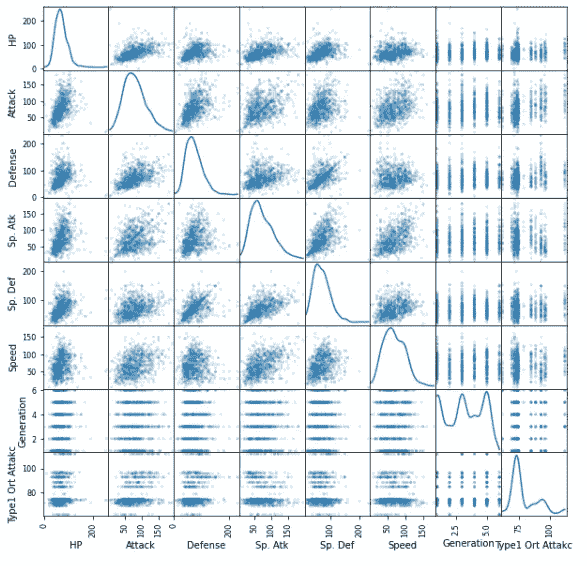 HP
200
100
0
Attack
150
100
50
Defense
200
100
0
Sp. Atk
150
100
50
Sp. Def
200
100
Speed
150
100
50
Generation
6
4
2
Type1 Ort Attakc
100
80
0 200 50 100 150 0 200 50 100 150 100 200 50 100 150 2.5 5.0 75 100
HP Attack Defense Sp. Atk Sp. Def Speed Generation Type1 Ort Attakc